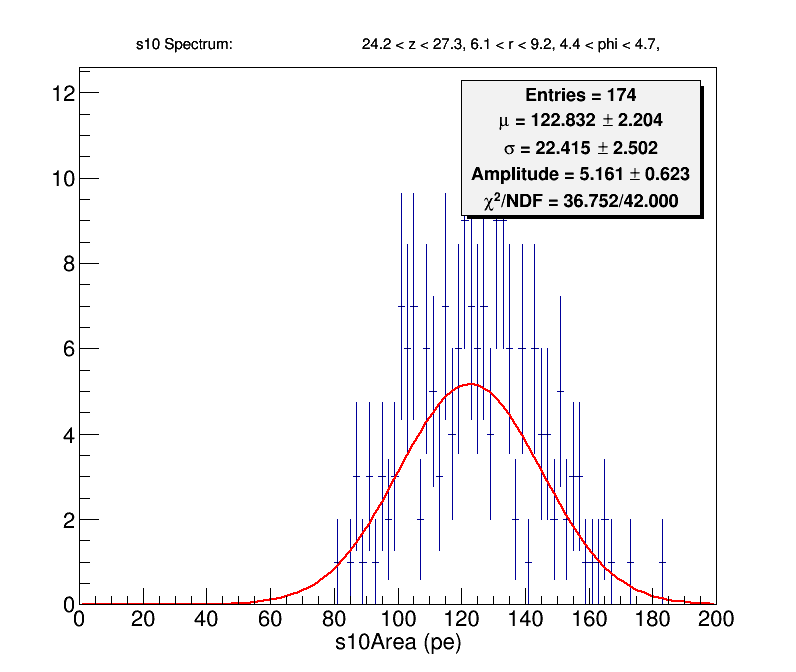 s10 Spectrum: 24.2 < z < 27.3, 6.1 < r < 9.2, 4.4 < phi < 4.7,
Entries = 174
μ = 122.832 ± 2.204
σ = 22.415 ± 2.502
Amplitude = 5.161 ± 0.623
χ²/NDF = 36.752/42.000
12
10
8
6
4
2
0
0 20 40 60 80 100 120 140 160 180 200
s10Area (pe)